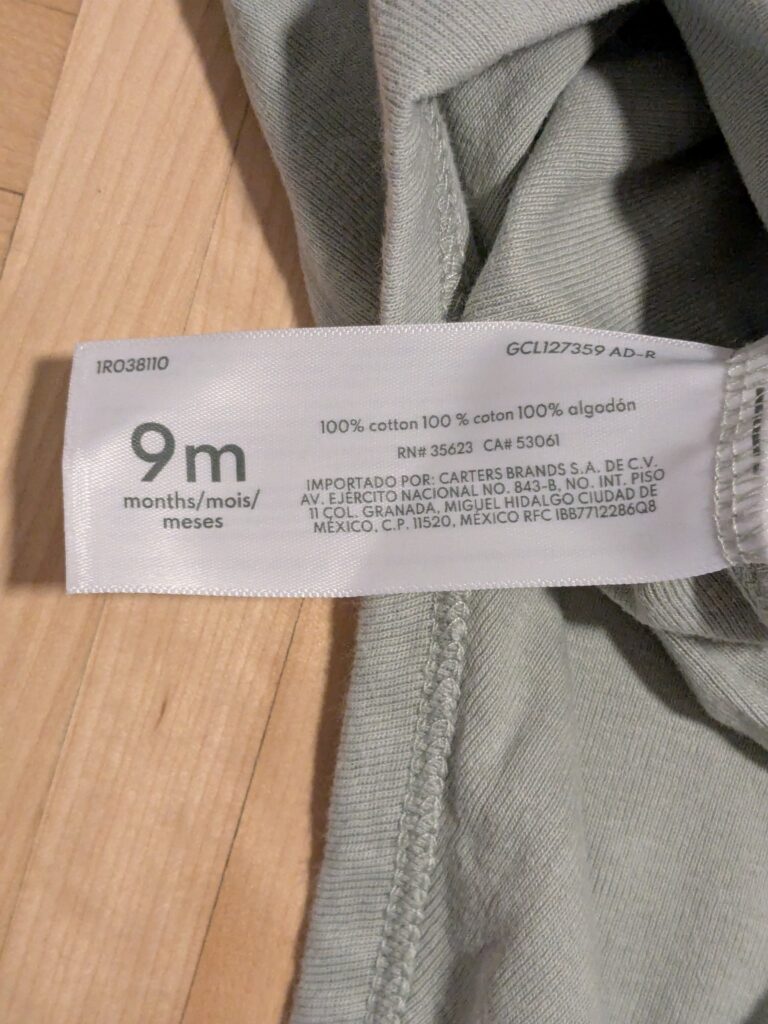 1R038110
GCL127359 AD-R
9m
months/mois/
meses
100% cotton 100 % coton 100% algodón
RN# 35623 CA# 53061
IMPORTADO POR: CARTERS BRANDS S.A. DE C.V.
AV. EJÉRCITO NACIONAL NO. 843-B, NO. INT. PISO
11 COL. GRANADA, MIGUEL HIDALGO CIUDAD DE
MÉXICO, C.P. 11520, MÉXICO RFC IBB7712286Q8